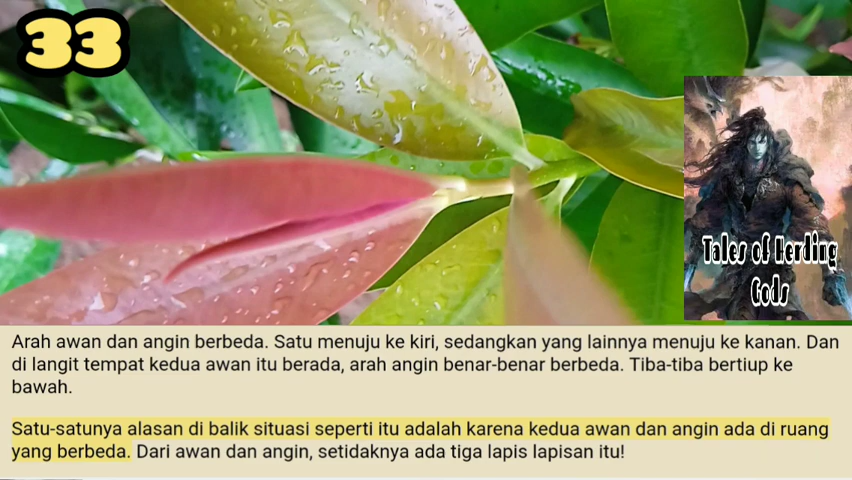 33
Tales of Herding
Gods
Arah awan dan angin berbeda. Satu menuju ke kiri, sedangkan yang lainnya menuju ke kanan. Dan
di langit tempat kedua awan itu berada, arah angin benar-benar berbeda. Tiba-tiba bertiup ke
bawah.
Satu-satunya alasan di balik situasi seperti itu adalah karena kedua awan dan angin ada di ruang
yang berbeda. Dari awan dan angin, setidaknya ada tiga lapis lapisan itu!